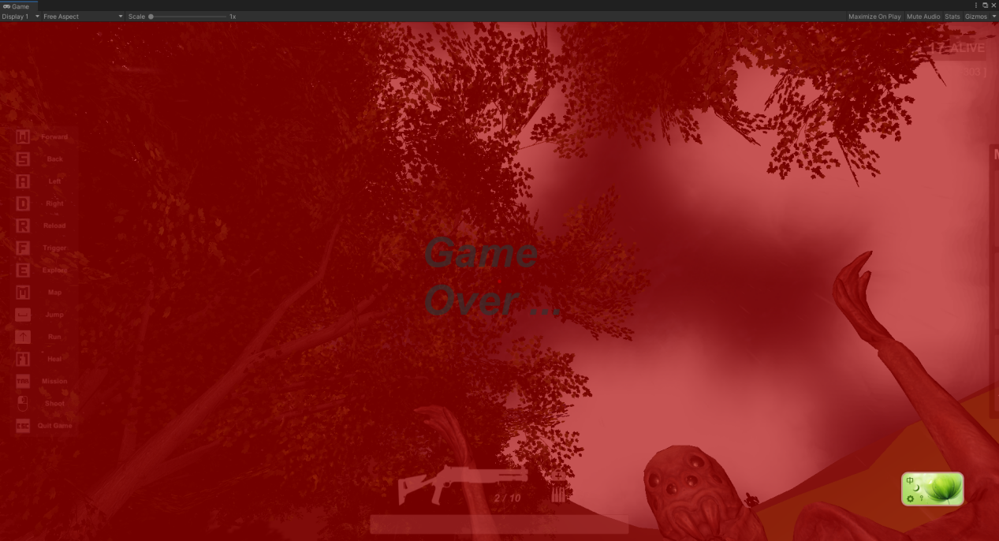 Game
Display 1
Free Aspect
Scale
1x
Maximize On Play
Mute Audio
Stats
Gizmos
17 ALIVE
303 ]
W Forward
S Back
A Left
D Right
R Reload
F Trigger
E Explore
M Map
Jump
Run
F1 Heal
TAB Mission
Shoot
ESC Quit Game
Game
Over ...
2 / 10
中
?